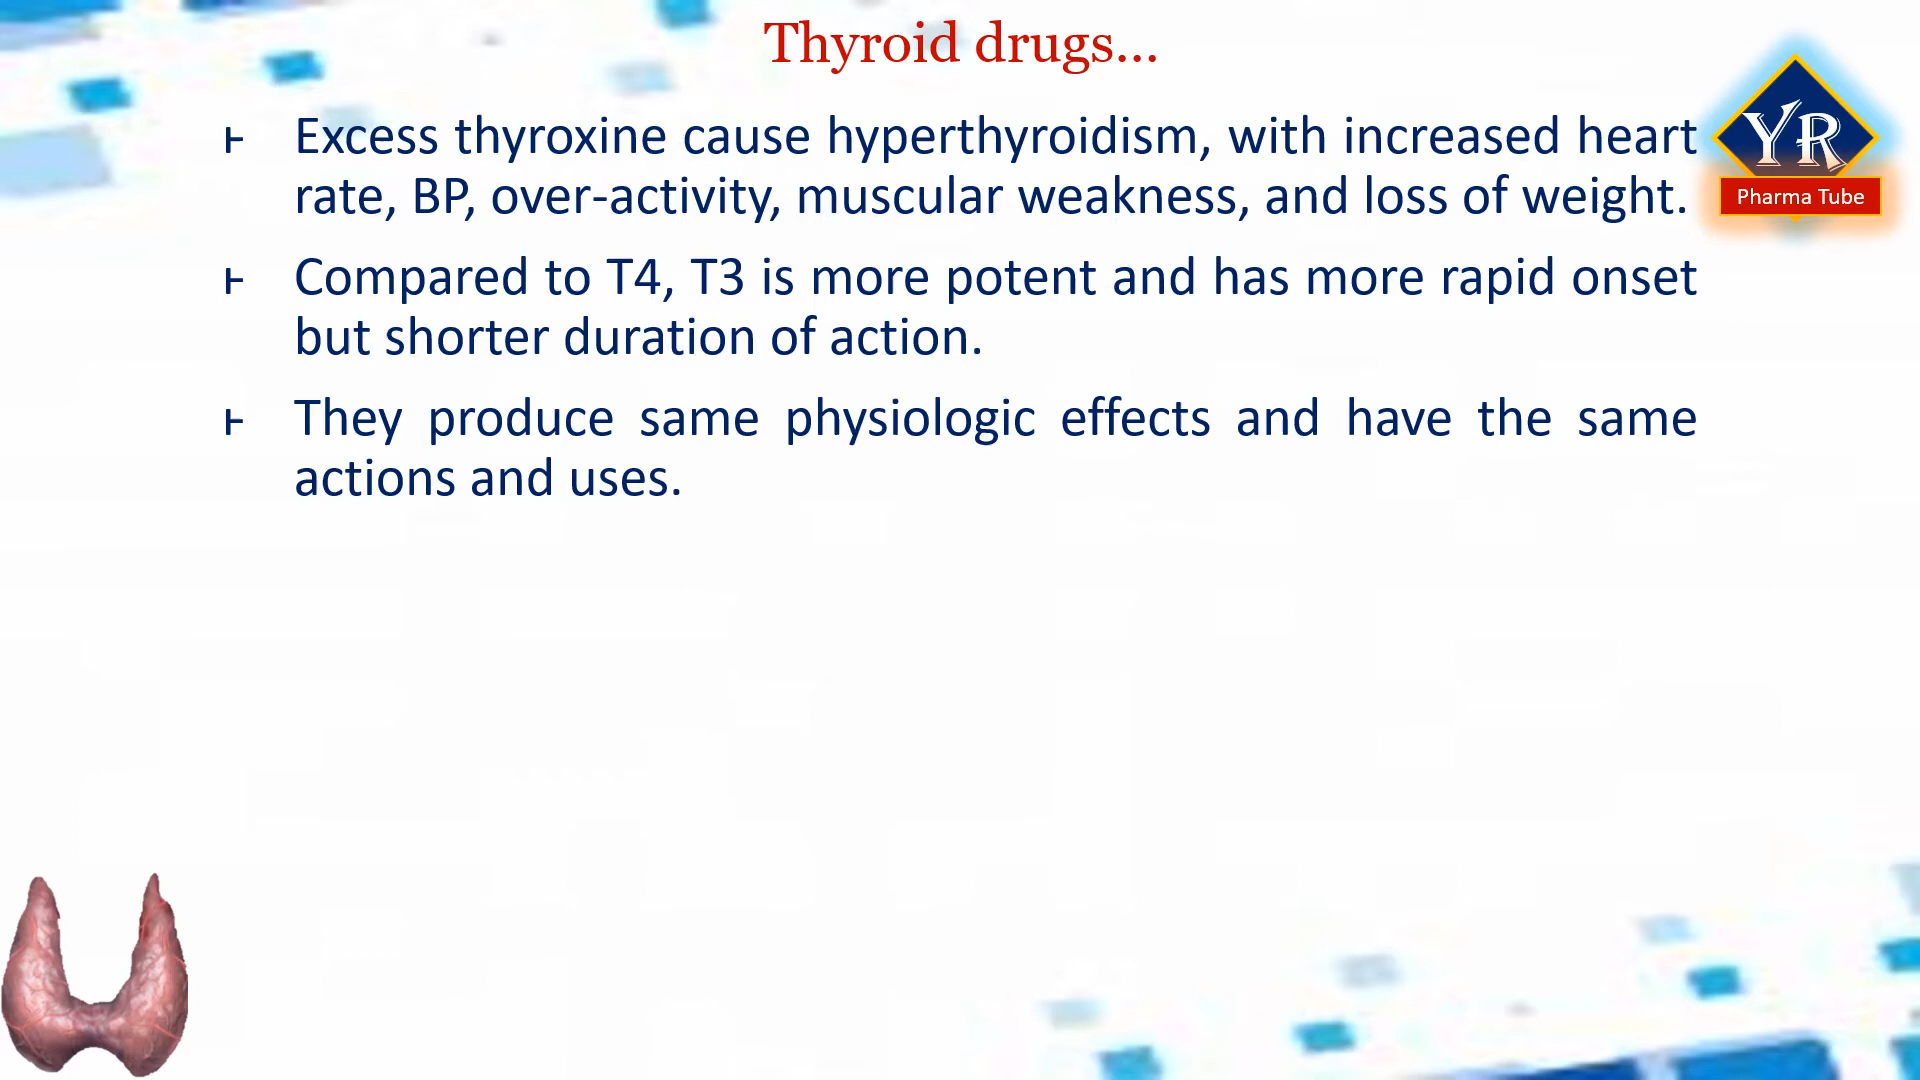 Thyroid drugs...
⊦ Excess thyroxine cause hyperthyroidism, with increased heart
rate, BP, over-activity, muscular weakness, and loss of weight.
⊦ Compared to T4, T3 is more potent and has more rapid onset
but shorter duration of action.
⊦ They produce same physiologic effects and have the same
actions and uses.
YR
Pharma Tube